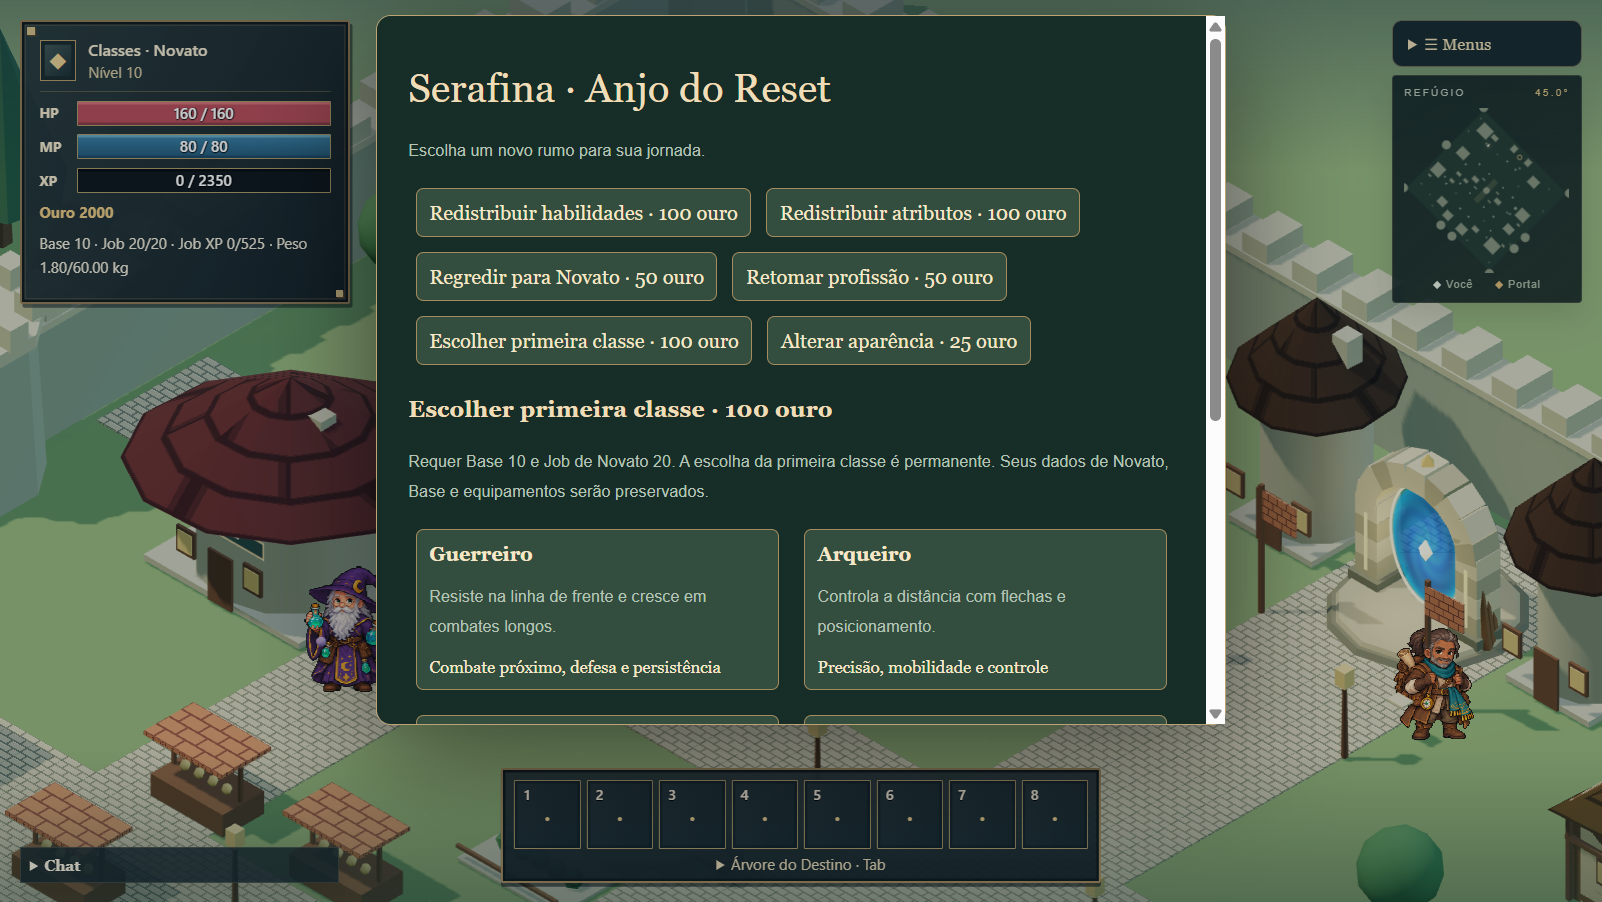 Classes · Novato
Nível 10
HP
160 / 160
MP
80 / 80
XP
0 / 2350
Ouro 2000
Base 10 · Job 20/20 · Job XP 0/525 · Peso
1.80/60.00 kg
Serafina · Anjo do Reset
Escolha um novo rumo para sua jornada.
Redistribuir habilidades · 100 ouro
Redistribuir atributos · 100 ouro
Regredir para Novato · 50 ouro
Retomar profissão · 50 ouro
Escolher primeira classe · 100 ouro
Alterar aparência · 25 ouro
Escolher primeira classe · 100 ouro
Requer Base 10 e Job de Novato 20. A escolha da primeira classe é permanente. Seus dados de Novato,
Base e equipamentos serão preservados.
Guerreiro
Resiste na linha de frente e cresce em
combates longos.
Combate próximo, defesa e persistência
Arqueiro
Controla a distância com flechas e
posicionamento.
Precisão, mobilidade e controle
▶ ☰ Menus
REFÚGIO
45.0°
◆ Você
◆ Portal
1
2
3
4
5
6
7
8
▶ Árvore do Destino · Tab
▶ Chat